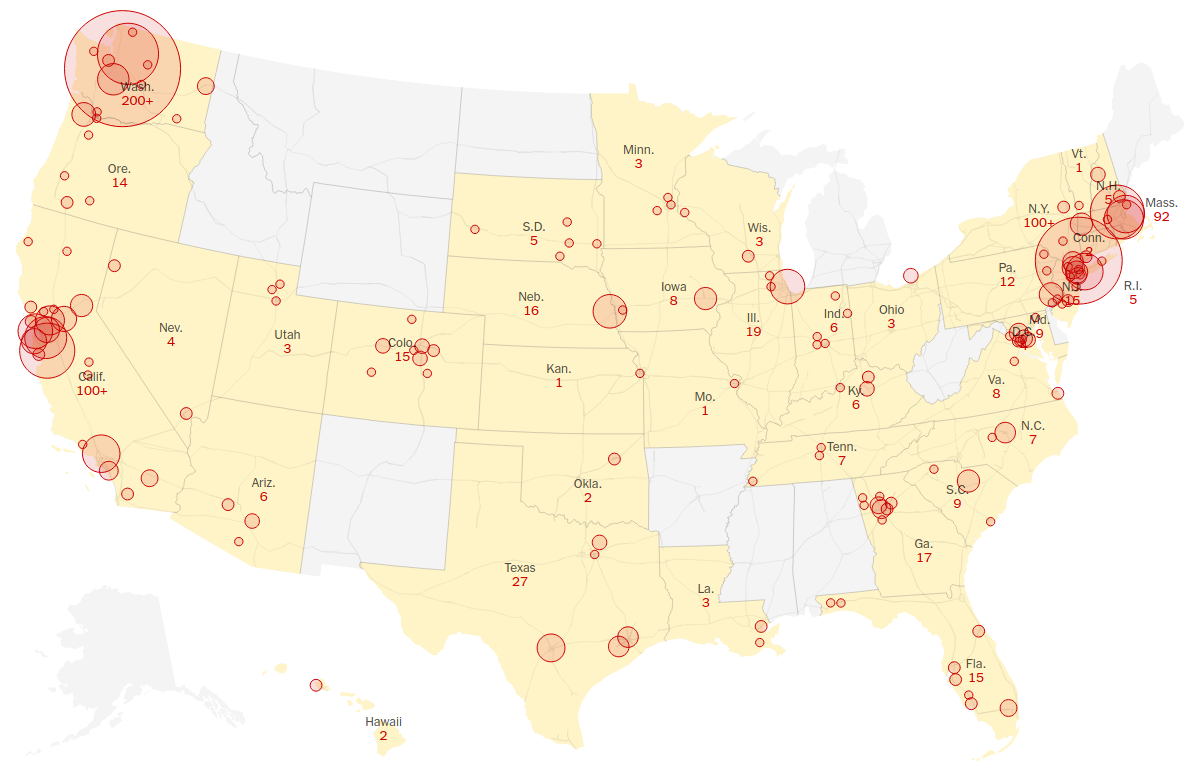 Wash.
200+
Ore.
14
Minn.
3
Vt.
1
N.H.
5
Mass.
92
N.Y.
100+
Conn.
2
R.I.
5
S.D.
5
Wis.
3
Pa.
12
N.J.
15
Neb.
16
Iowa
8
Ill.
19
Ind.
6
Ohio
3
Md.
9
D.C.
4
Nev.
4
Utah
3
Colo.
15
Calif.
100+
Kan.
1
Mo.
1
Ky.
6
Va.
8
N.C.
7
Tenn.
7
Ariz.
6
Okla.
2
S.C.
9
Ga.
17
Texas
27
La.
3
Fla.
15
Hawaii
2